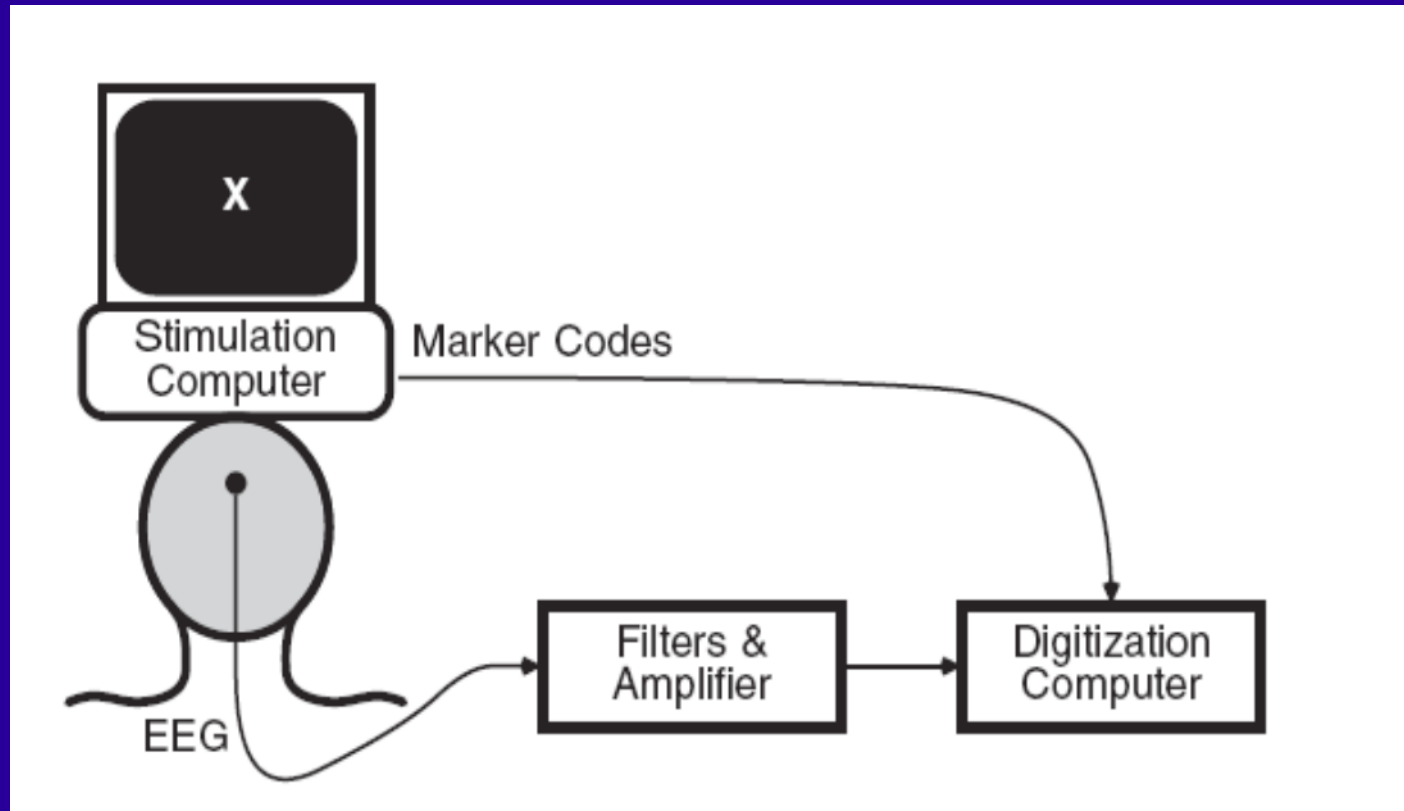 X
Stimulation
Computer
Marker Codes
Filters &
Amplifier
Digitization
Computer
EEG